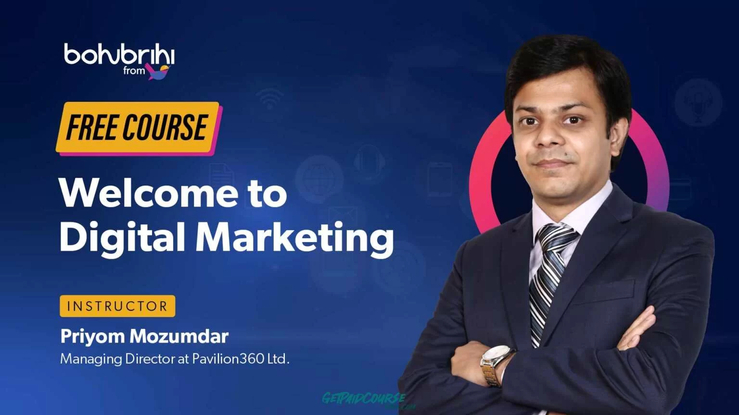 bohubrihi
from
FREE COURSE
Welcome to
Digital Marketing
INSTRUCTOR
Priyom Mozumdar
Managing Director at Pavilion360 Ltd.
GETPAIDCOURSE